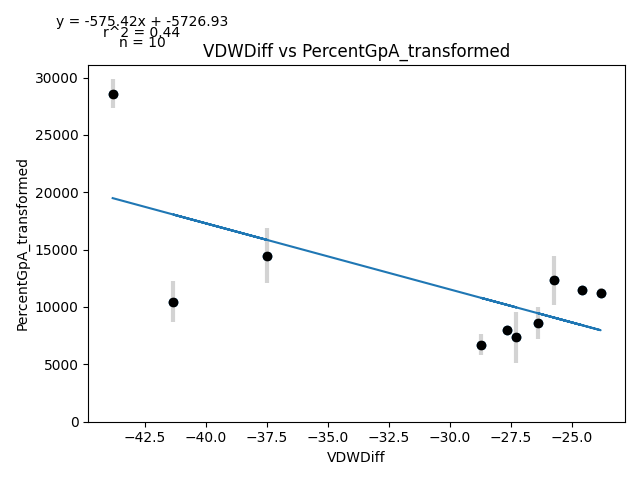 y = -575.42x + -5726.93
r^2 = 0.44
n = 10
VDWDiff vs PercentGpA_transformed
30000
25000
20000
15000
10000
5000
0
PercentGpA_transformed
−42.5 −40.0 −37.5 −35.0 −32.5 −30.0 −27.5 −25.0
VDWDiff